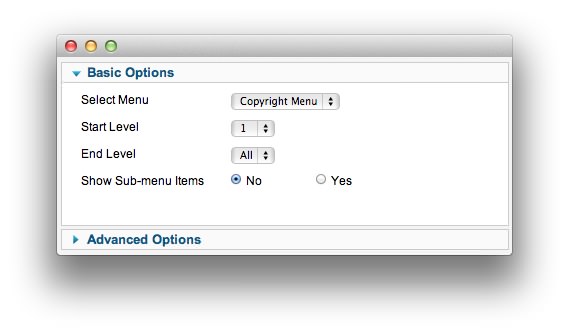 Basic Options
Select Menu Copyright Menu
Start Level 1
End Level All
Show Sub-menu Items No Yes
Advanced Options